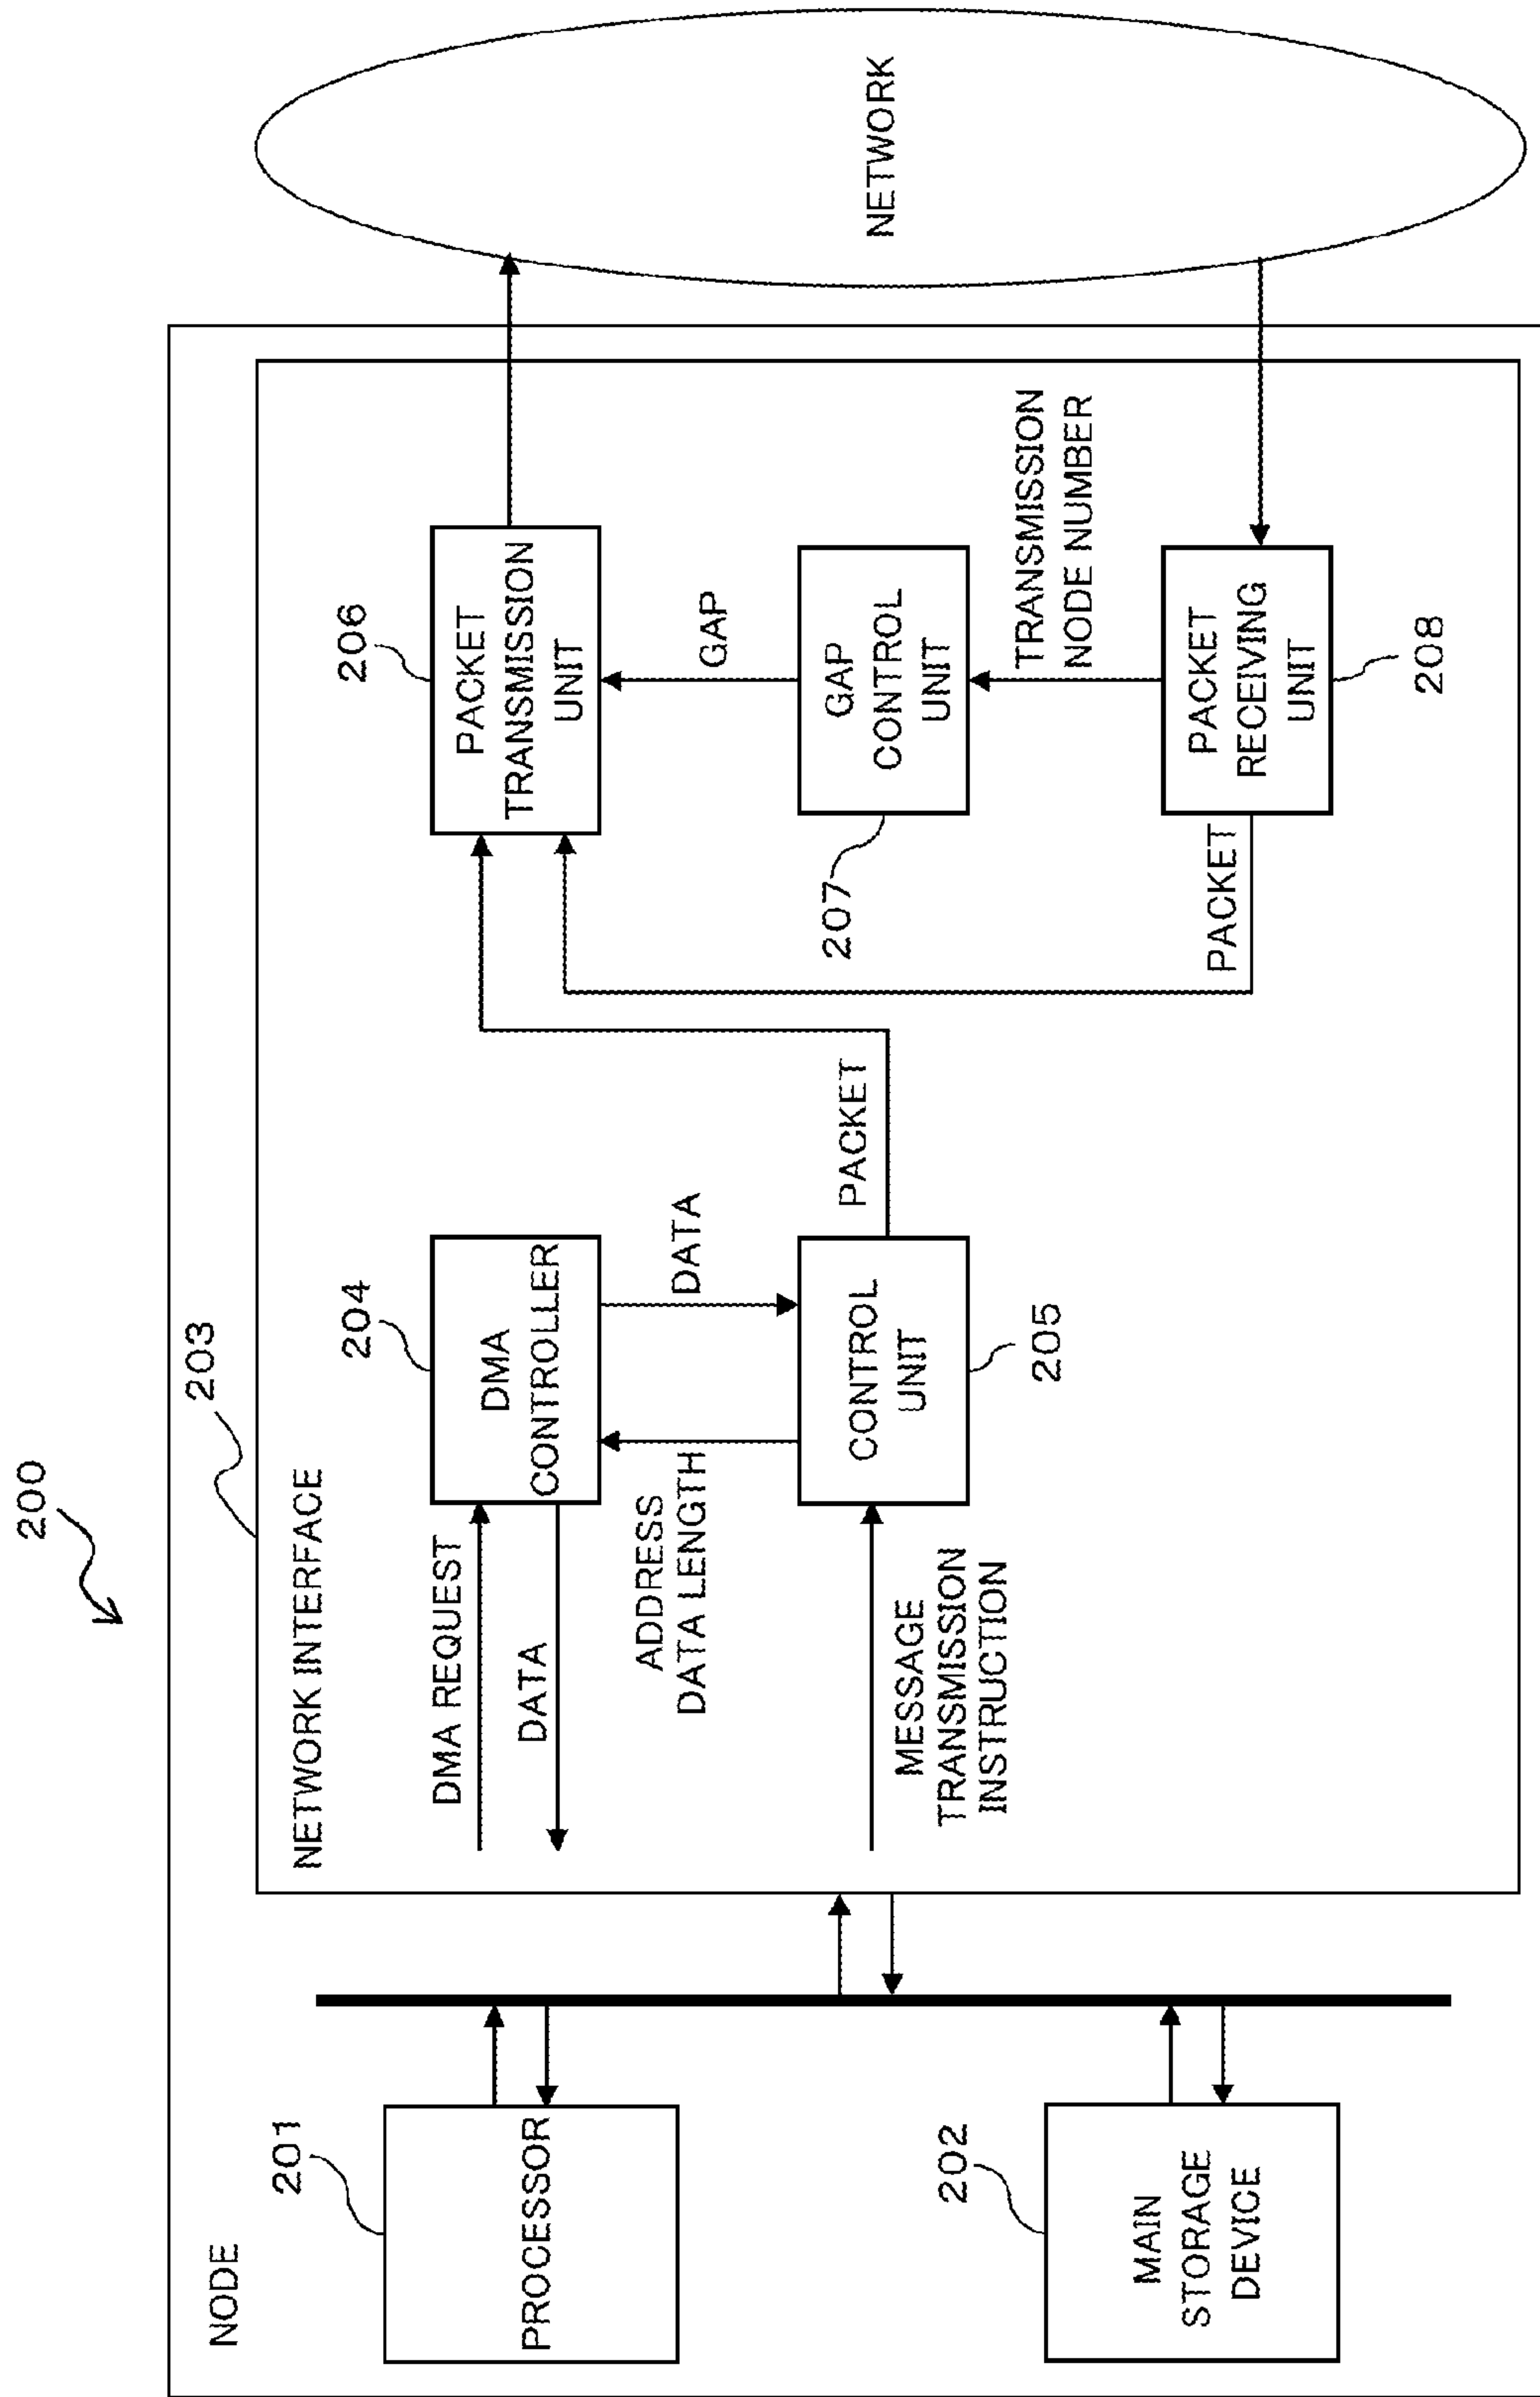 200
NODE
201
PROCESSOR
202
MAIN
STORAGE
DEVICE
203
NETWORK INTERFACE
DMA REQUEST
DATA
204
DMA
CONTROLLER
ADDRESS
DATA LENGTH
DATA
MESSAGE
TRANSMISSION
INSTRUCTION
CONTROL
UNIT
205
PACKET
206
PACKET
TRANSMISSION
UNIT
GAP
207
GAP
CONTROL
UNIT
TRANSMISSION
NODE NUMBER
PACKET
PACKET
RECEIVING
UNIT
208
NETWORK